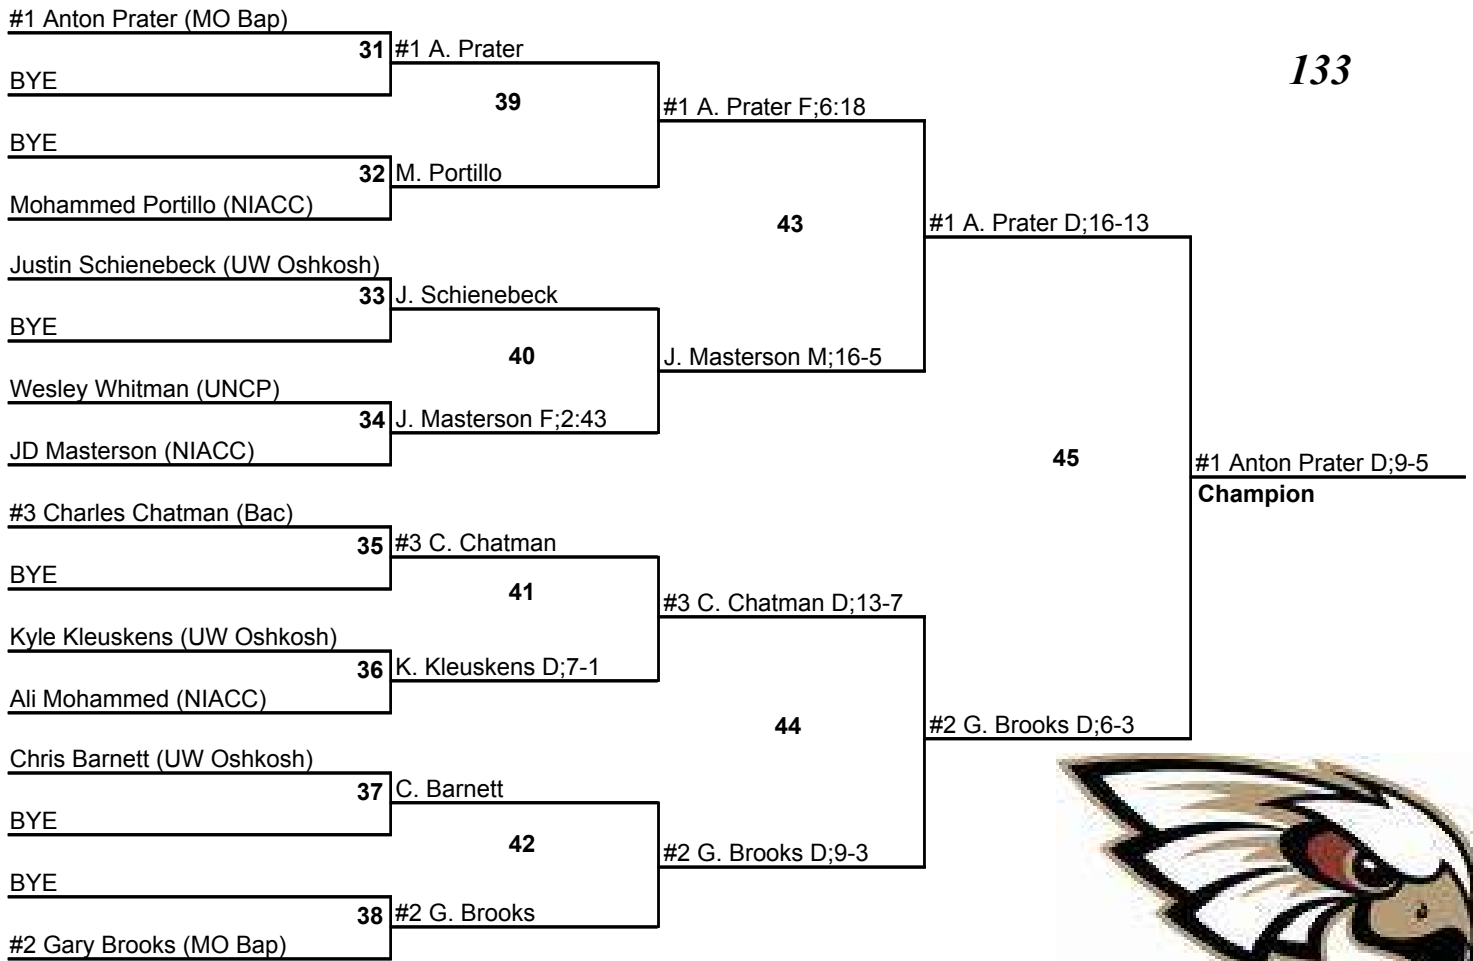 #1 Anton Prater (MO Bap)
31
#1 A. Prater
BYE
39
#1 A. Prater F;6:18
133
BYE
32
M. Portillo
Mohammed Portillo (NIACC)
43
#1 A. Prater D;16-13
Justin Schienebeck (UW Oshkosh)
33
J. Schienebeck
BYE
40
J. Masterson M;16-5
Wesley Whitman (UNCP)
34
J. Masterson F;2:43
JD Masterson (NIACC)
45
#1 Anton Prater D;9-5
Champion
#3 Charles Chatman (Bac)
35
#3 C. Chatman
BYE
41
#3 C. Chatman D;13-7
Kyle Kleuskens (UW Oshkosh)
36
K. Kleuskens D;7-1
Ali Mohammed (NIACC)
44
#2 G. Brooks D;6-3
Chris Barnett (UW Oshkosh)
37
C. Barnett
BYE
42
#2 G. Brooks D;9-3
BYE
38
#2 G. Brooks
#2 Gary Brooks (MO Bap)